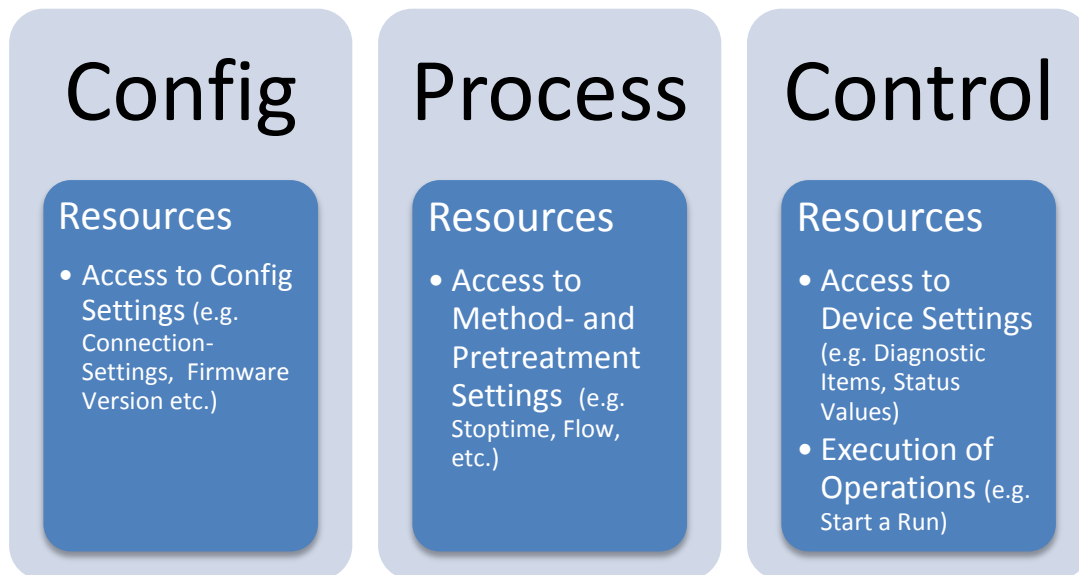 Config
Resources
• Access to Config
Settings (e.g.
Connection-
Settings, Firmware
Version etc.)
Process
Resources
• Access to
Method- and
Pretreatment
Settings (e.g.
Stoptime, Flow,
etc.)
Control
Resources
• Access to
Device Settings
(e.g. Diagnostic
Items, Status
Values)
• Execution of
Operations (e.g.
Start a Run)